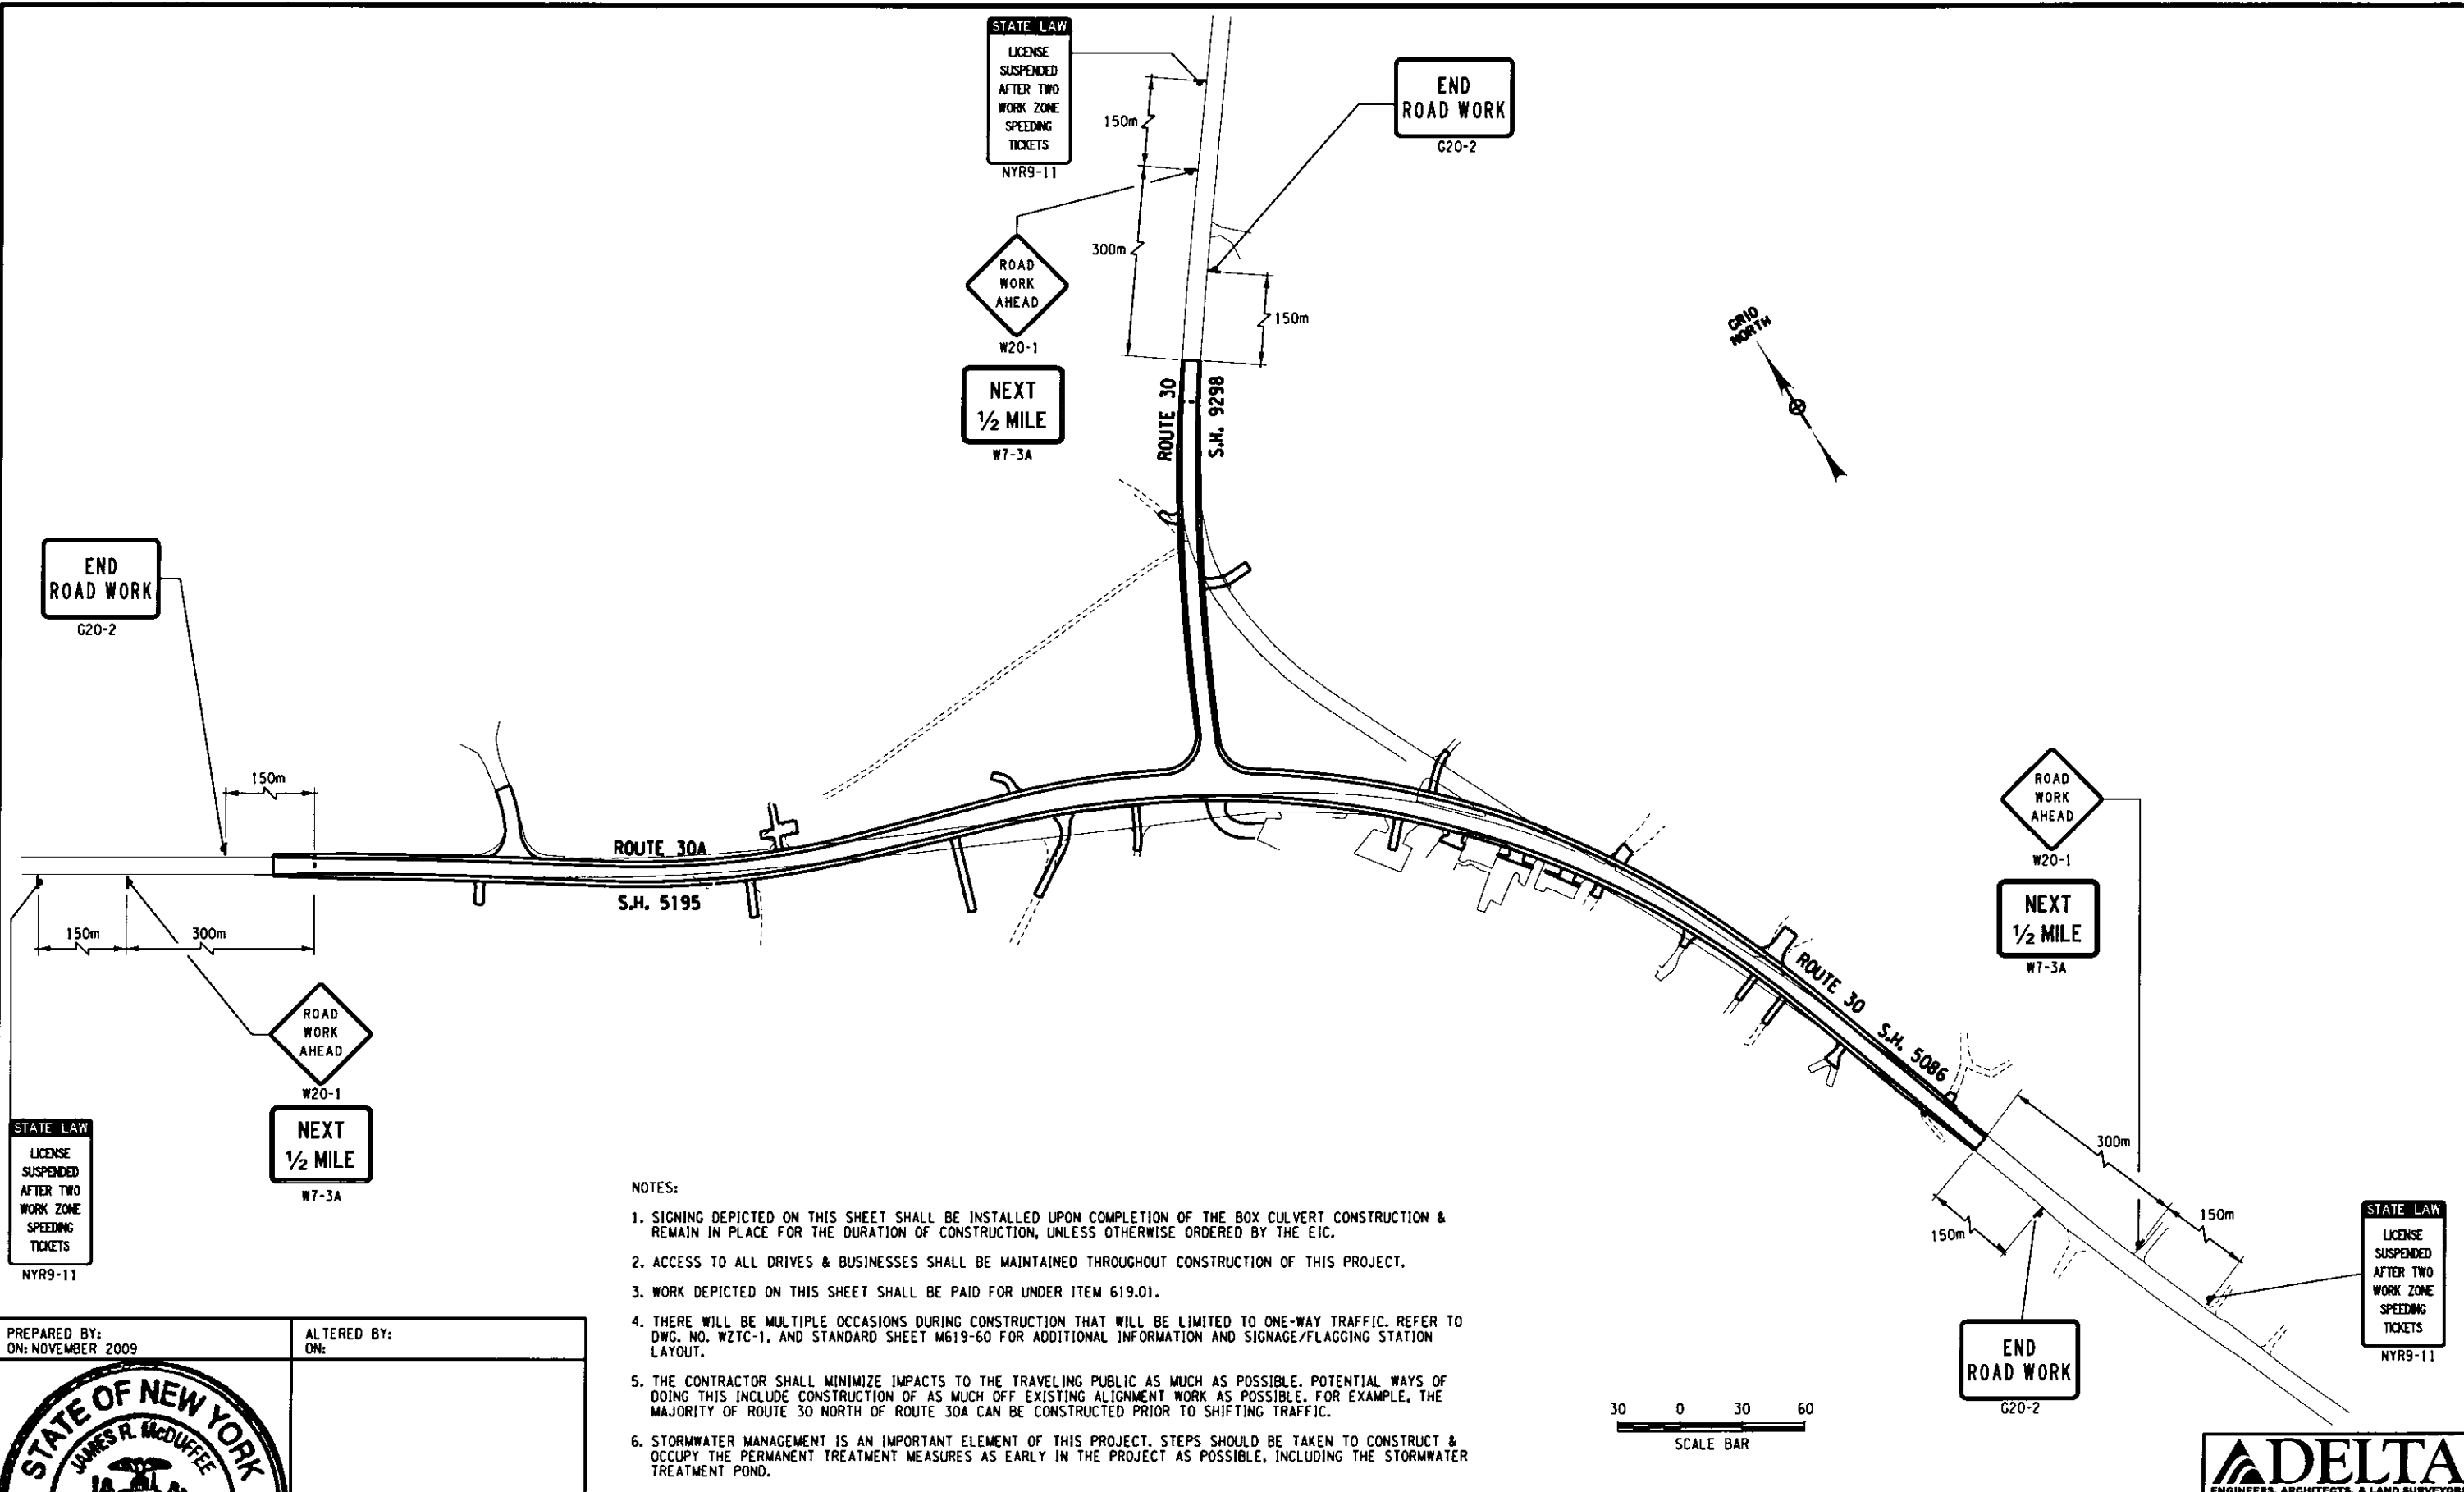 STATE LAW
LICENSE
SUSPENDED
AFTER TWO
WORK ZONE
SPEEDING
TICKETS
NYR9-11
150m
END
ROAD WORK
G20-2
300m
ROAD
WORK
AHEAD
W20-1
150m
NEXT
1/2 MILE
W7-3A
ROUTE 30
S.H. 9298
GRID
NORTH
END
ROAD WORK
G20-2
150m
ROUTE 30A
S.H. 5195
150m
300m
ROAD
WORK
AHEAD
W20-1
NEXT
1/2 MILE
W7-3A
STATE LAW
LICENSE
SUSPENDED
AFTER TWO
WORK ZONE
SPEEDING
TICKETS
NYR9-11
ROAD
WORK
AHEAD
W20-1
NEXT
1/2 MILE
W7-3A
ROUTE 30
S.H. 5086
300m
150m
150m
END
ROAD WORK
G20-2
STATE LAW
LICENSE
SUSPENDED
AFTER TWO
WORK ZONE
SPEEDING
TICKETS
NYR9-11
NOTES:
1. SIGNING DEPICTED ON THIS SHEET SHALL BE INSTALLED UPON COMPLETION OF THE BOX CULVERT CONSTRUCTION &
REMAIN IN PLACE FOR THE DURATION OF CONSTRUCTION, UNLESS OTHERWISE ORDERED BY THE EIC.
2. ACCESS TO ALL DRIVES & BUSINESSES SHALL BE MAINTAINED THROUGHOUT CONSTRUCTION OF THIS PROJECT.
3. WORK DEPICTED ON THIS SHEET SHALL BE PAID FOR UNDER ITEM 619.01.
4. THERE WILL BE MULTIPLE OCCASIONS DURING CONSTRUCTION THAT WILL BE LIMITED TO ONE-WAY TRAFFIC. REFER TO
DWG. NO. WZTC-1, AND STANDARD SHEET M619-60 FOR ADDITIONAL INFORMATION AND SIGNAGE/FLAGGING STATION
LAYOUT.
5. THE CONTRACTOR SHALL MINIMIZE IMPACTS TO THE TRAVELING PUBLIC AS MUCH AS POSSIBLE. POTENTIAL WAYS OF
DOING THIS INCLUDE CONSTRUCTION OF AS MUCH OFF EXISTING ALIGNMENT WORK AS POSSIBLE. FOR EXAMPLE, THE
MAJORITY OF ROUTE 30 NORTH OF ROUTE 30A CAN BE CONSTRUCTED PRIOR TO SHIFTING TRAFFIC.
6. STORMWATER MANAGEMENT IS AN IMPORTANT ELEMENT OF THIS PROJECT. STEPS SHOULD BE TAKEN TO CONSTRUCT &
OCCUPY THE PERMANENT TREATMENT MEASURES AS EARLY IN THE PROJECT AS POSSIBLE, INCLUDING THE STORMWATER
TREATMENT POND.
30 0 30 60
SCALE BAR
PREPARED BY:
ON: NOVEMBER 2009
ALTERED BY:
ON:
STATE OF NEW YORK
JAMES R. McDUFFEE
DELTA
ENGINEERS, ARCHITECTS, & LAND SURVEYORS